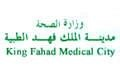 وزارة الصحة
مدينة الملك فهد الطبية
King Fahad Medical City